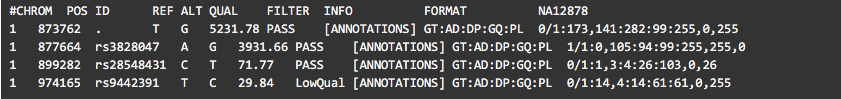 #CHROM POS ID REF ALT QUAL FILTER INFO FORMAT NA12878
1 873762 . T G 5231.78 PASS [ANNOTATIONS] GT:AD:DP:GQ:PL 0/1:173,141:282:99:255,0,255
1 877664 rs3828047 A G 3931.66 PASS [ANNOTATIONS] GT:AD:DP:GQ:PL 1/1:0,105:94:99:255,255,0
1 899282 rs28548431 C T 71.77 PASS [ANNOTATIONS] GT:AD:DP:GQ:PL 0/1:1,3:4:26:103,0,26
1 974165 rs9442391 T C 29.84 LowQual [ANNOTATIONS] GT:AD:DP:GQ:PL 0/1:14,4:14:61:61,0,255